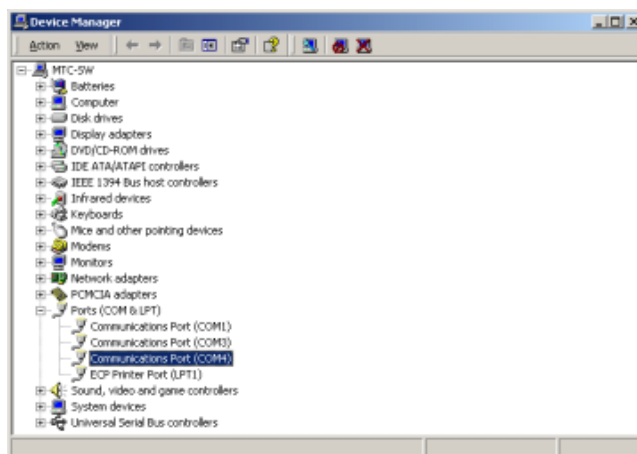 Device Manager
Action View
MTC-SW
Batteries
Computer
Disk drives
Display adapters
DVD/CD-ROM drives
IDE ATA/ATAPI controllers
IEEE 1394 Bus host controllers
Infrared devices
Keyboards
Mice and other pointing devices
Modems
Monitors
Network adapters
PCMCIA adapters
Ports (COM & LPT)
Communications Port (COM1)
Communications Port (COM3)
Communications Port (COM4)
ECP Printer Port (LPT1)
Sound, video and game controllers
System devices
Universal Serial Bus controllers